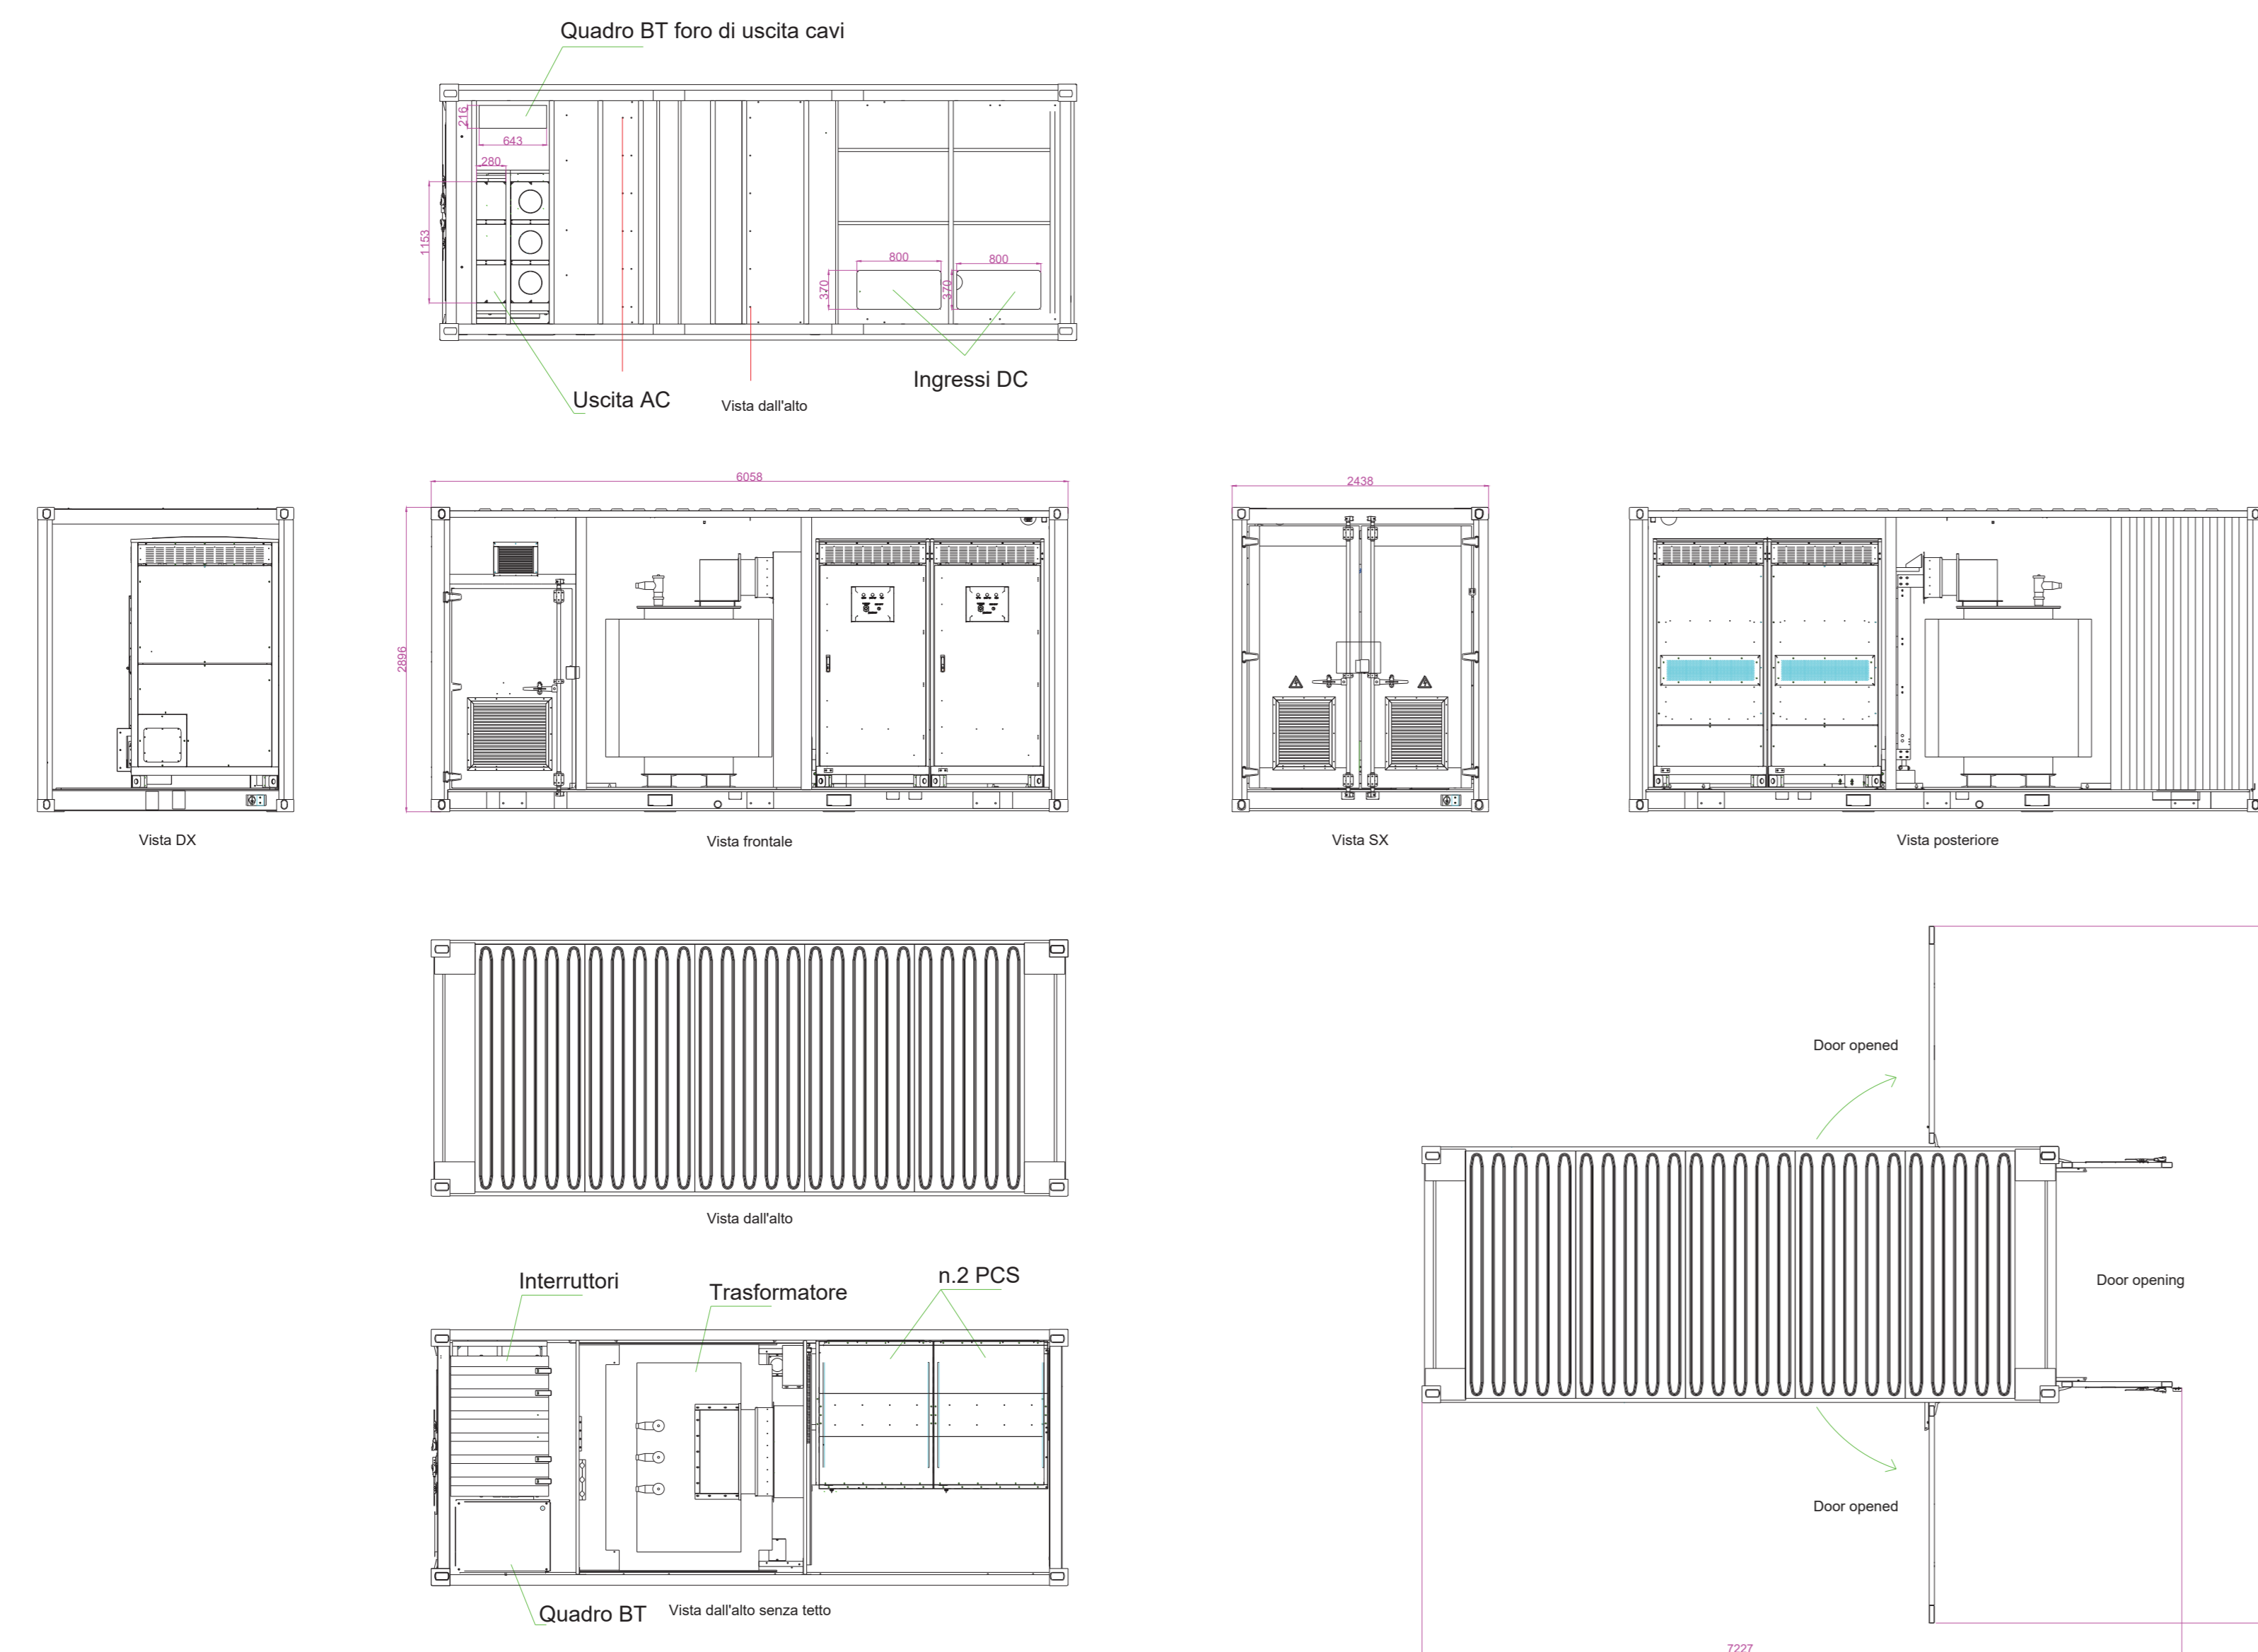 Quadro BT foro di uscita cavi
216
643
280
1153
800
800
370
370
Ingressi DC
Uscita AC
Vista dall'alto
6058
2438
2896
Vista DX
Vista frontale
Vista SX
Vista posteriore
Door opened
Vista dall'alto
Interruttori
Trasformatore
n.2 PCS
Door opening
Door opened
Quadro BT
Vista dall'alto senza tetto
7227